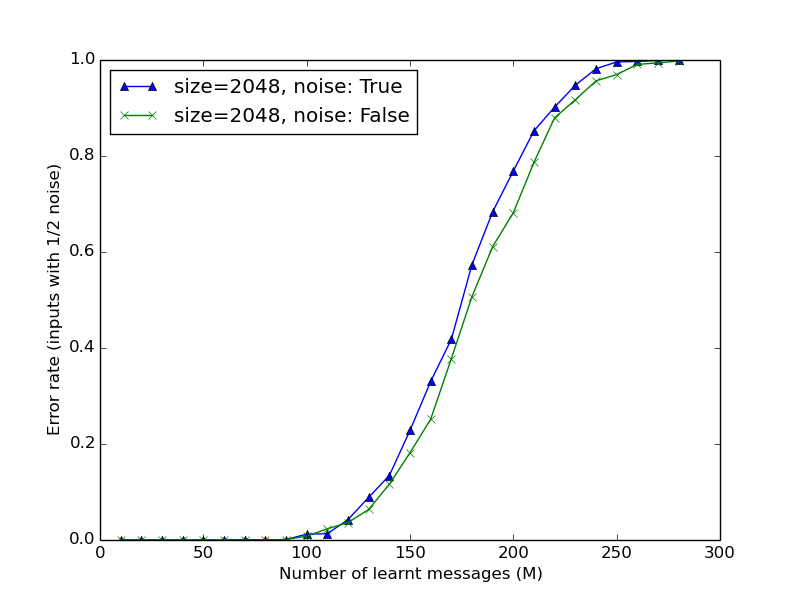 1.0
0.8
0.6
0.4
0.2
0.0
size=2048, noise: True
size=2048, noise: False
Error rate (inputs with 1/2 noise)
0 50 100 150 200 250 300
Number of learnt messages (M)